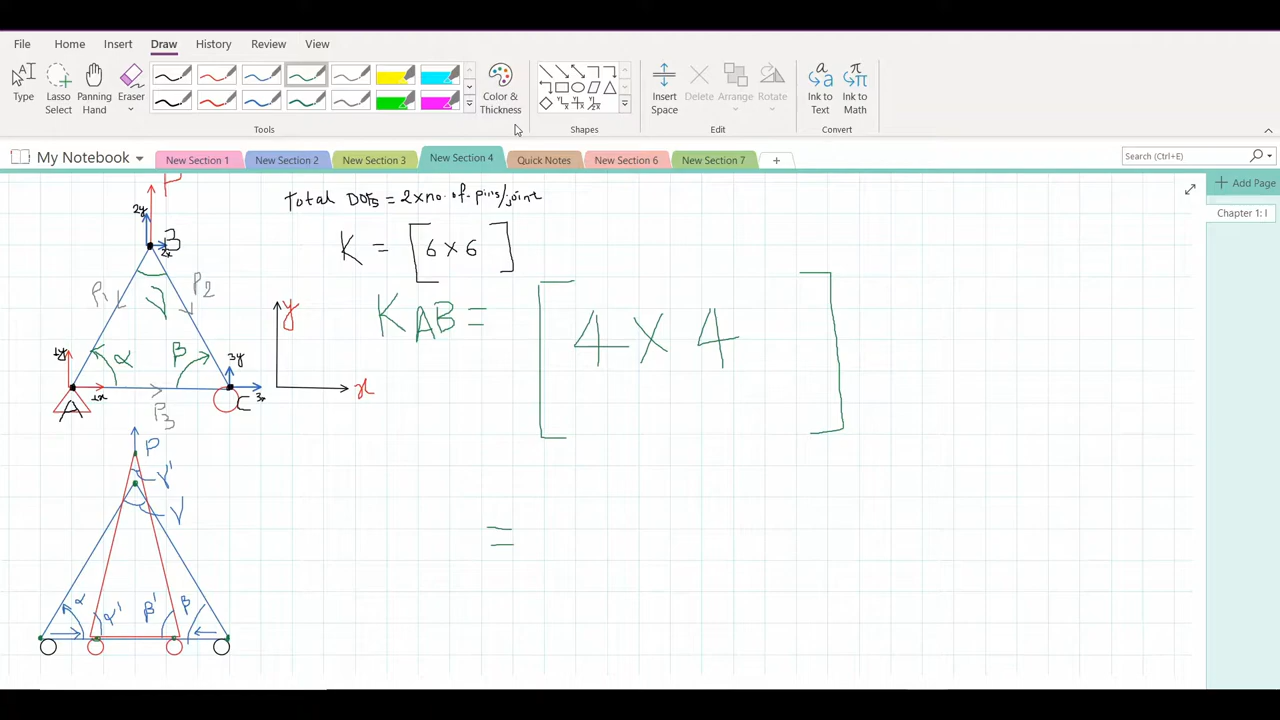 File Home Insert Draw History Review View
Type Lasso Select Panning Hand Eraser Color & Thickness Insert Space Delete Arrange Rotate Ink to Text Ink to Math
Tools Shapes Edit Convert
My Notebook New Section 1 New Section 2 New Section 3 New Section 4 Quick Notes New Section 6 New Section 7 + Search (Ctrl+E)
+ Add Page
Chapter 1: I
P
total DOFs = 2x no. of pins/joint
2y
B
2x
K = [6 x 6]
P1 P2
γ
y
K AB = [4 x 4]
1y α β 3y
1x 3x
x
A P3 C
P
γ'
γ
=
α α' β' β